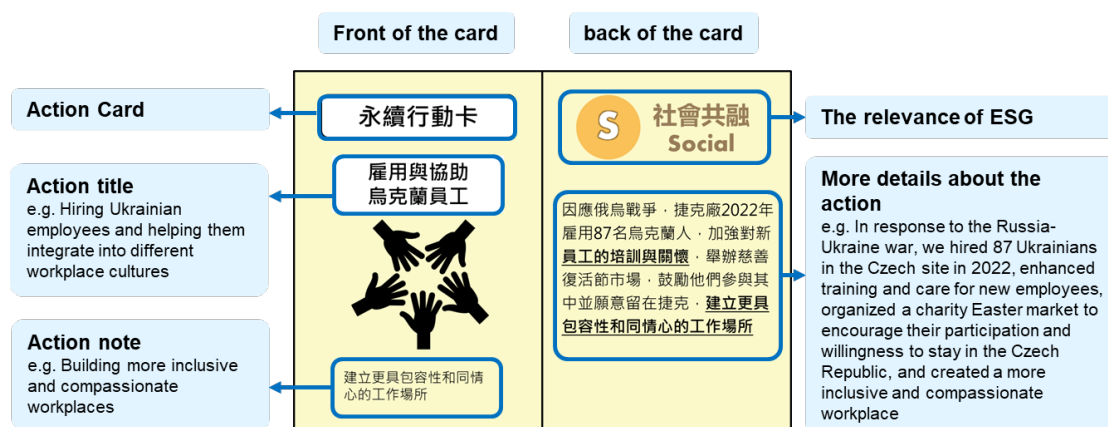 Front of the card
back of the card
Action Card
永續行動卡
S
社會共融
Social
The relevance of ESG
Action title
e.g. Hiring Ukrainian
employees and helping them
integrate into different
workplace cultures
雇用與協助
烏克蘭員工
Action note
e.g. Building more inclusive
and compassionate
workplaces
建立更具包容性和同情
心的工作場所
因應俄烏戰爭，捷克廠2022年
雇用87名烏克蘭人，加強對新
員工的培訓與關懷，舉辦慈善
復活節市場，鼓勵他們參與其
中並願意留在捷克，建立更具
包容性和同情心的工作場所
More details about the
action
e.g. In response to the Russia-
Ukraine war, we hired 87 Ukrainians
in the Czech site in 2022, enhanced
training and care for new employees,
organized a charity Easter market to
encourage their participation and
willingness to stay in the Czech
Republic, and created a more
inclusive and compassionate
workplace